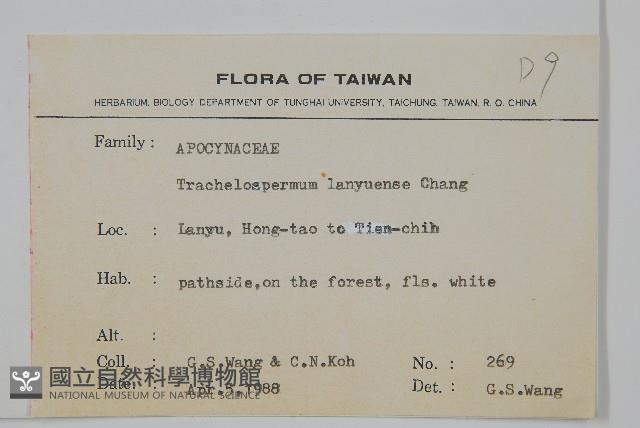 D9
FLORA OF TAIWAN
HERBARIUM, BIOLOGY DEPARTMENT OF TUNGHAI UNIVERSITY, TAICHUNG, TAIWAN, R. O. CHINA
Family : APOCYNACEAE
Trachelospermum lanyuense Chang
Loc. : Lanyu, Hong-tao to Tien-chih
Hab. : pathside,on the forest, fls. white
Alt. :
Coll. : G.S.Wang & C.N.Koh No. : 269
Date. : Apr.5,1988 Det. : G.S.Wang
國立自然科學博物館
NATIONAL MUSEUM OF NATURAL SCIENCE